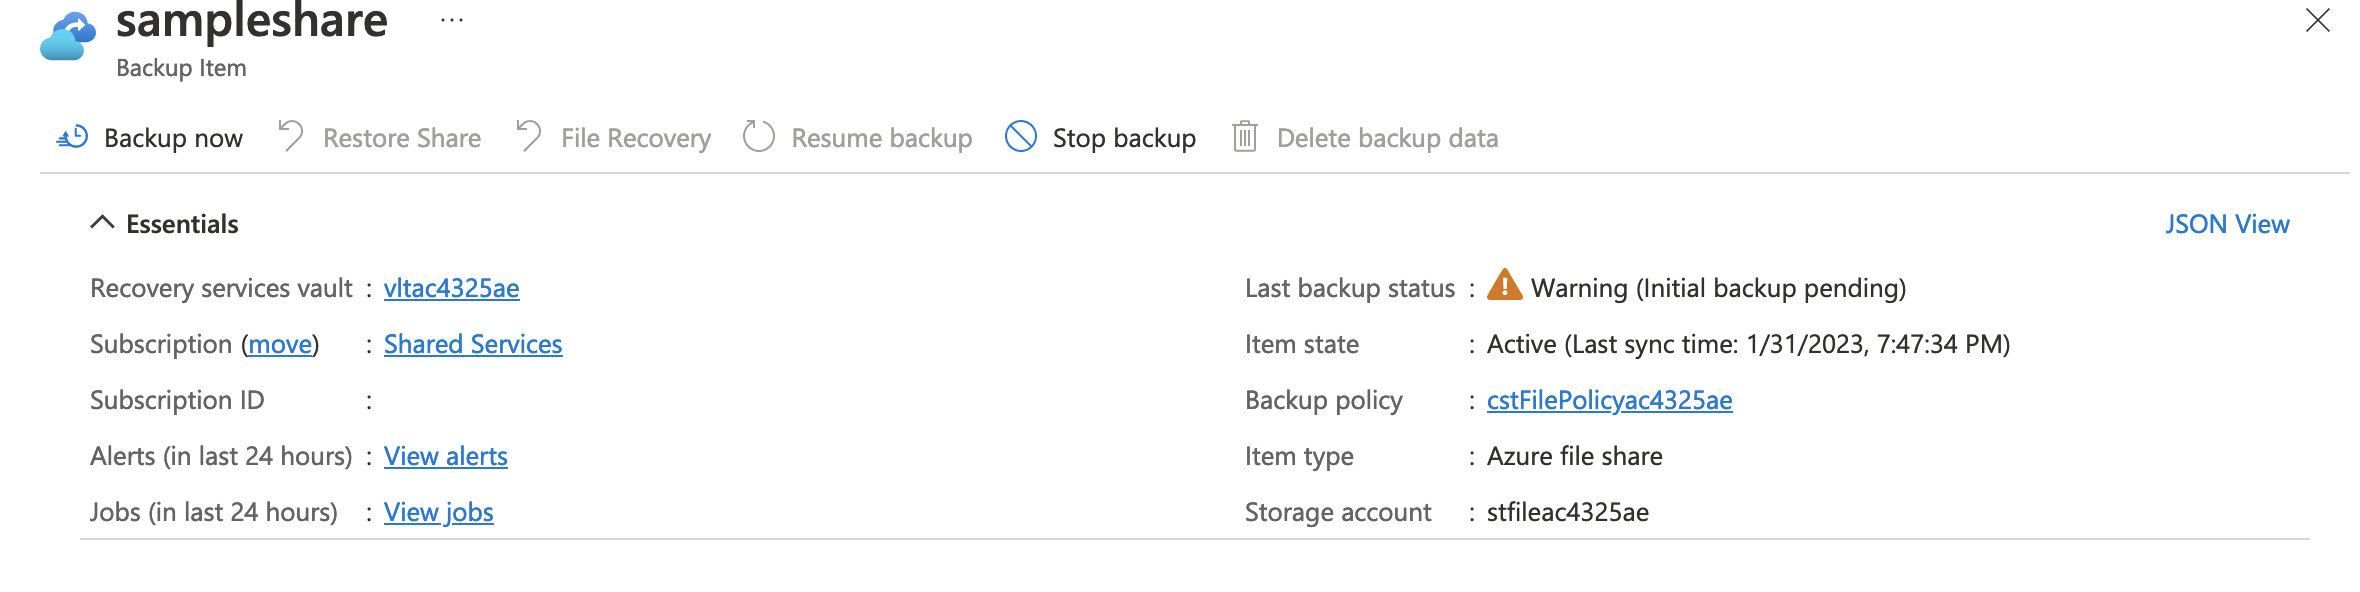 sampleshare ...
Backup Item
Backup now Restore Share File Recovery Resume backup Stop backup Delete backup data
Essentials JSON View
Recovery services vault : vltac4325ae
Subscription (move) : Shared Services
Subscription ID :
Alerts (in last 24 hours) : View alerts
Jobs (in last 24 hours) : View jobs
Last backup status : Warning (Initial backup pending)
Item state : Active (Last sync time: 1/31/2023, 7:47:34 PM)
Backup policy : cstFilePolicyac4325ae
Item type : Azure file share
Storage account : stfileac4325ae